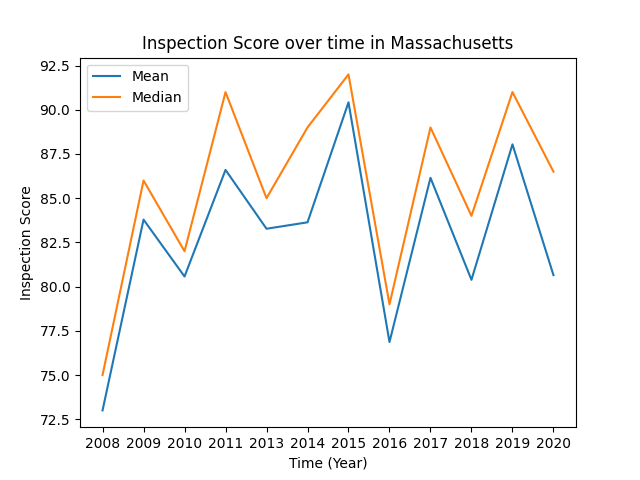 Inspection Score over time in Massachusetts
Mean
Median
Inspection Score
92.5
90.0
87.5
85.0
82.5
80.0
77.5
75.0
72.5
2008 2009 2010 2011 2013 2014 2015 2016 2017 2018 2019 2020
Time (Year)